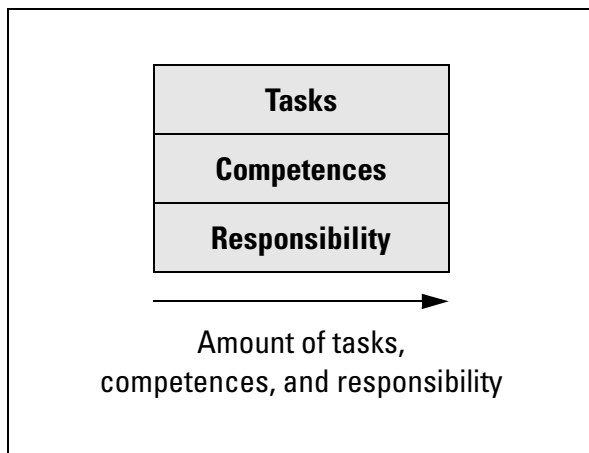 Tasks
Competences
Responsibility
Amount of tasks,
competences, and responsibility